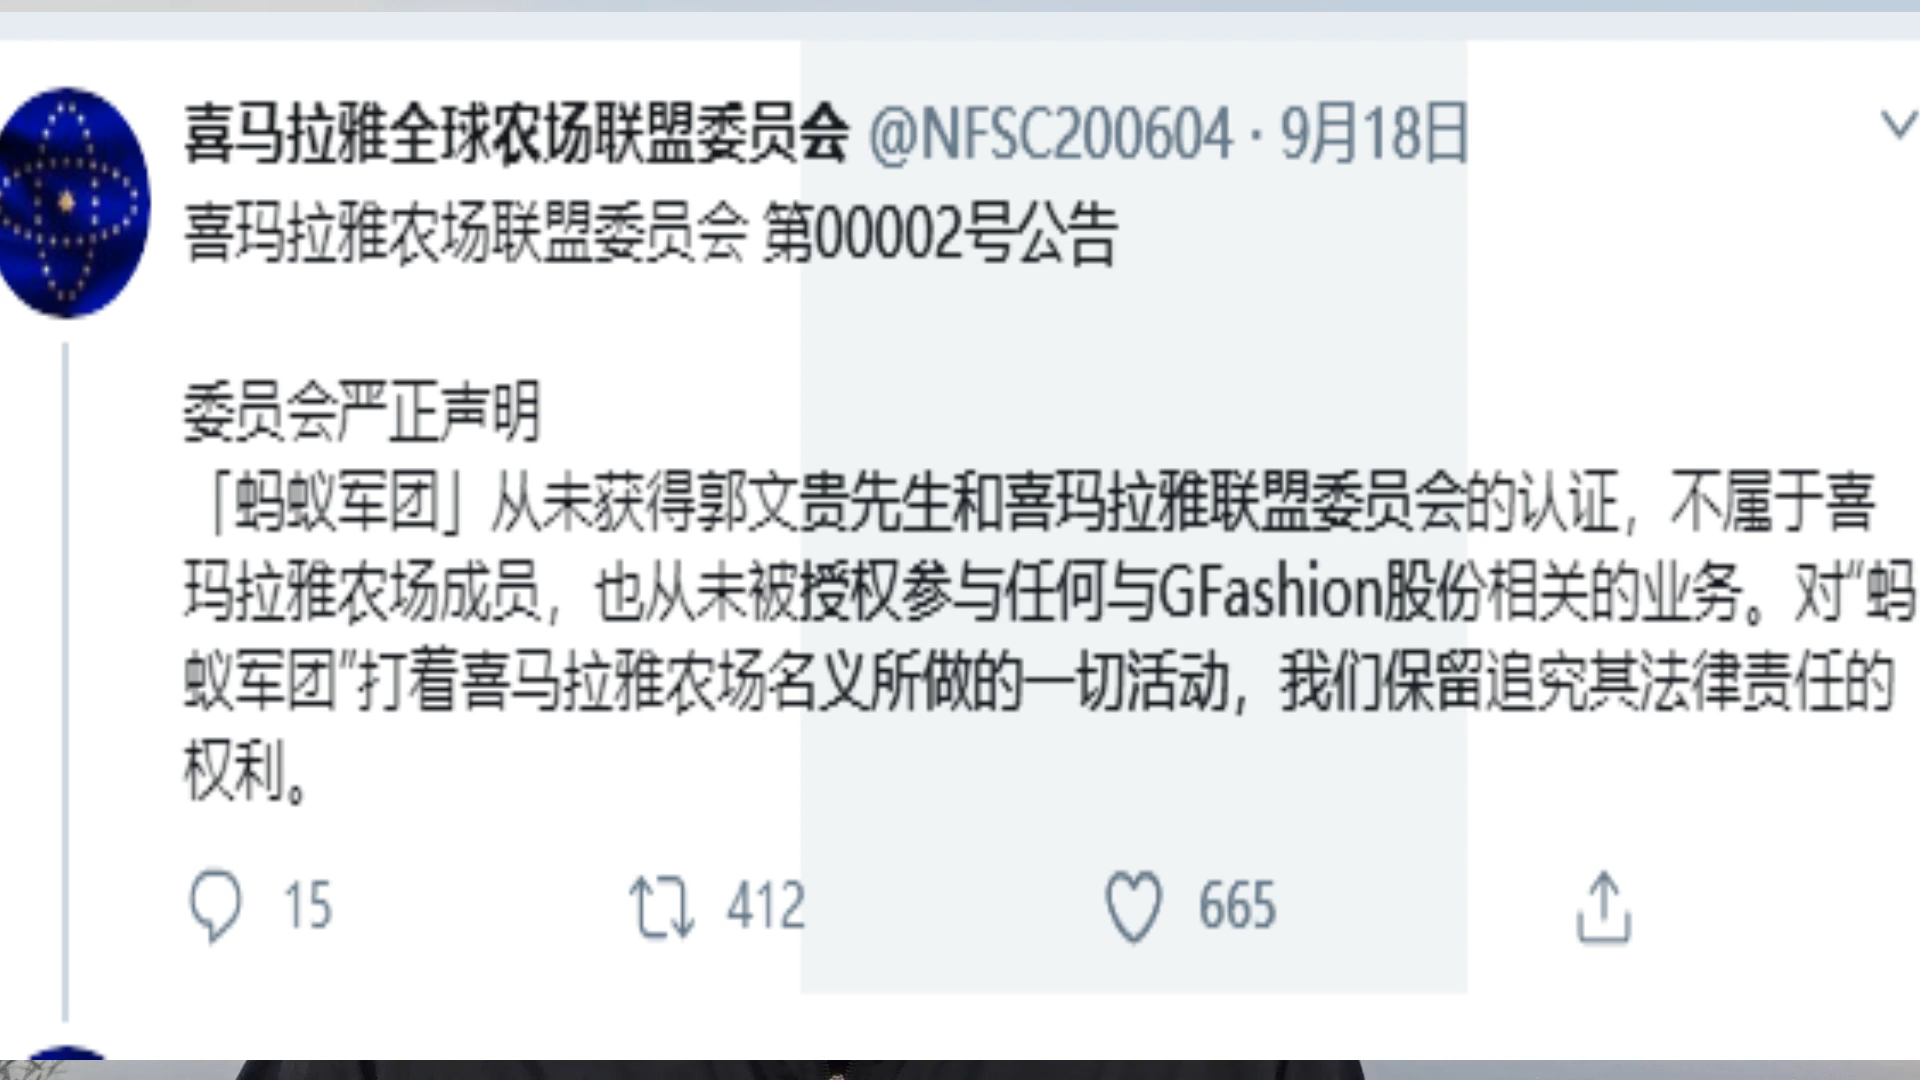 喜马拉雅全球农场联盟委员会 @NFSC200604 · 9月18日
喜玛拉雅农场联盟委员会 第00002号公告
委员会严正声明
「蚂蚁军团」从未获得郭文贵先生和喜玛拉雅联盟委员会的认证，不属于喜
玛拉雅农场成员，也从未被授权参与任何与GFashion股份相关的业务。对“蚂
蚁军团”打着喜马拉雅农场名义所做的一切活动，我们保留追究其法律责任的
权利。
15 412 665